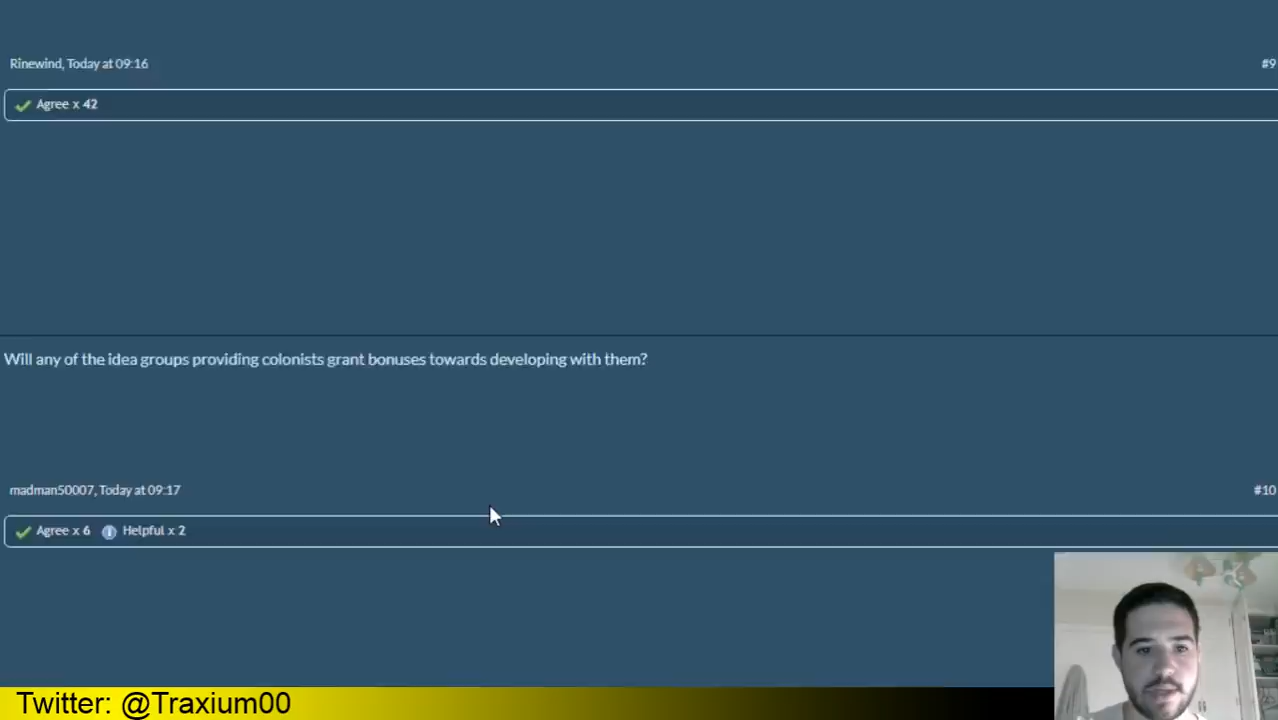 Rinewind, Today at 09:16
#9
Agree x 42
Will any of the idea groups providing colonists grant bonuses towards developing with them?
madman50007, Today at 09:17
#10
Agree x 6 Helpful x 2
Twitter: @Traxium00